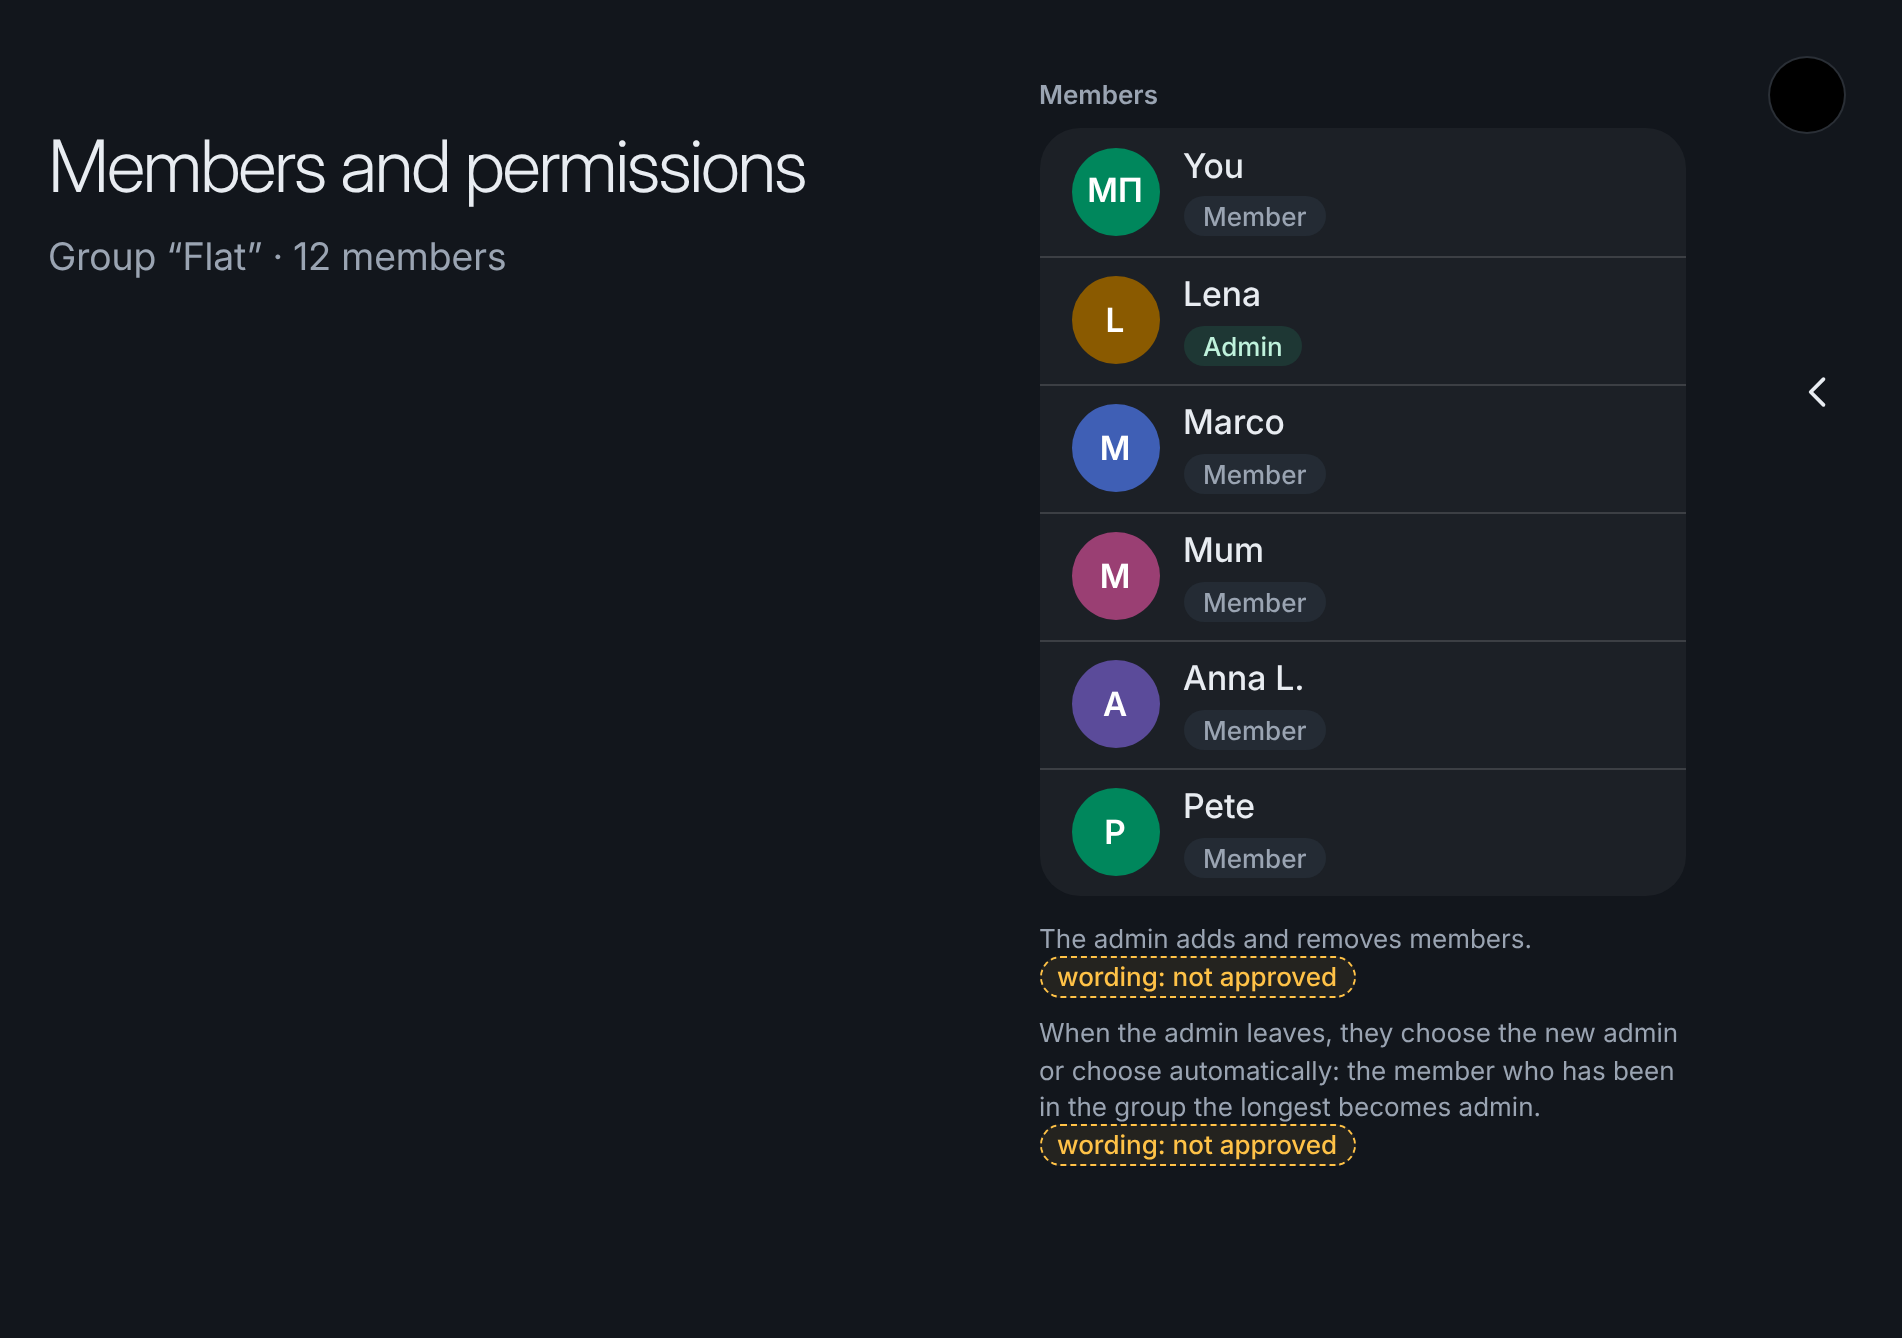 Members and permissions
Group “Flat” · 12 members
Members
МП
You
Member
L
Lena
Admin
M
Marco
Member
M
Mum
Member
A
Anna L.
Member
P
Pete
Member
The admin adds and removes members.
wording: not approved
When the admin leaves, they choose the new admin
or choose automatically: the member who has been
in the group the longest becomes admin.
wording: not approved